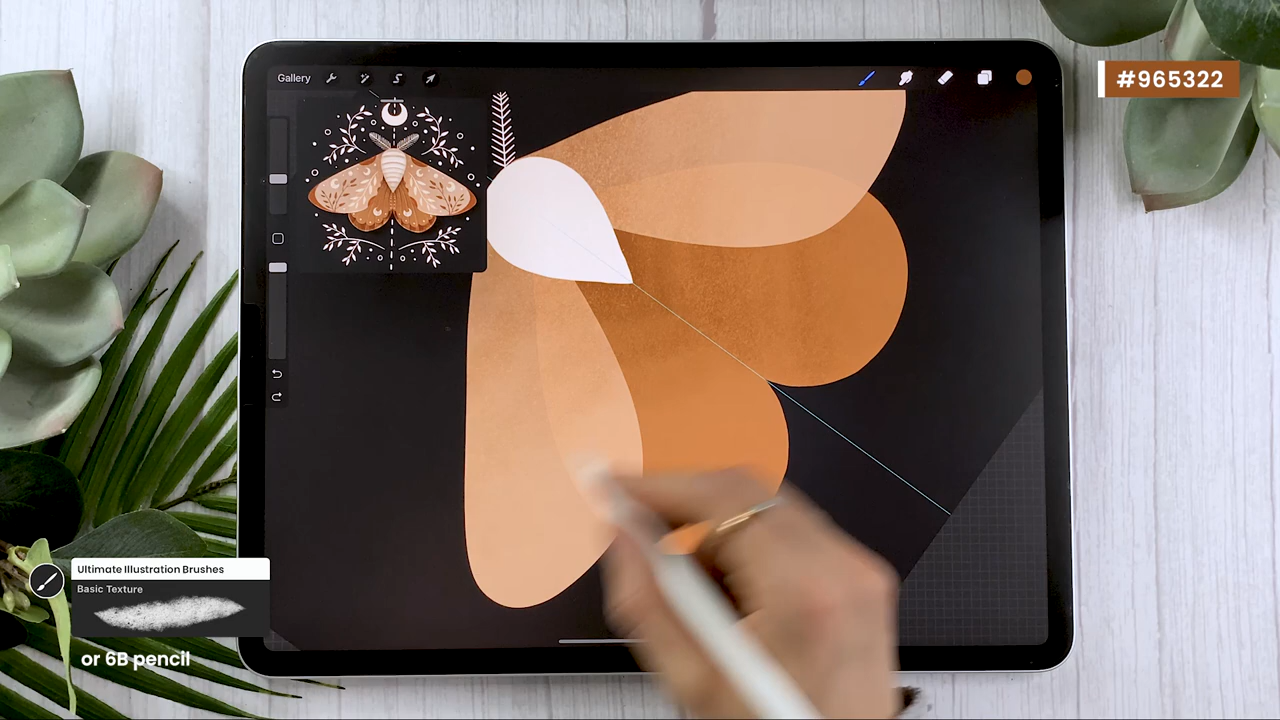 Gallery
#965322
Ultimate Illustration Brushes
Basic Texture
or 6B pencil